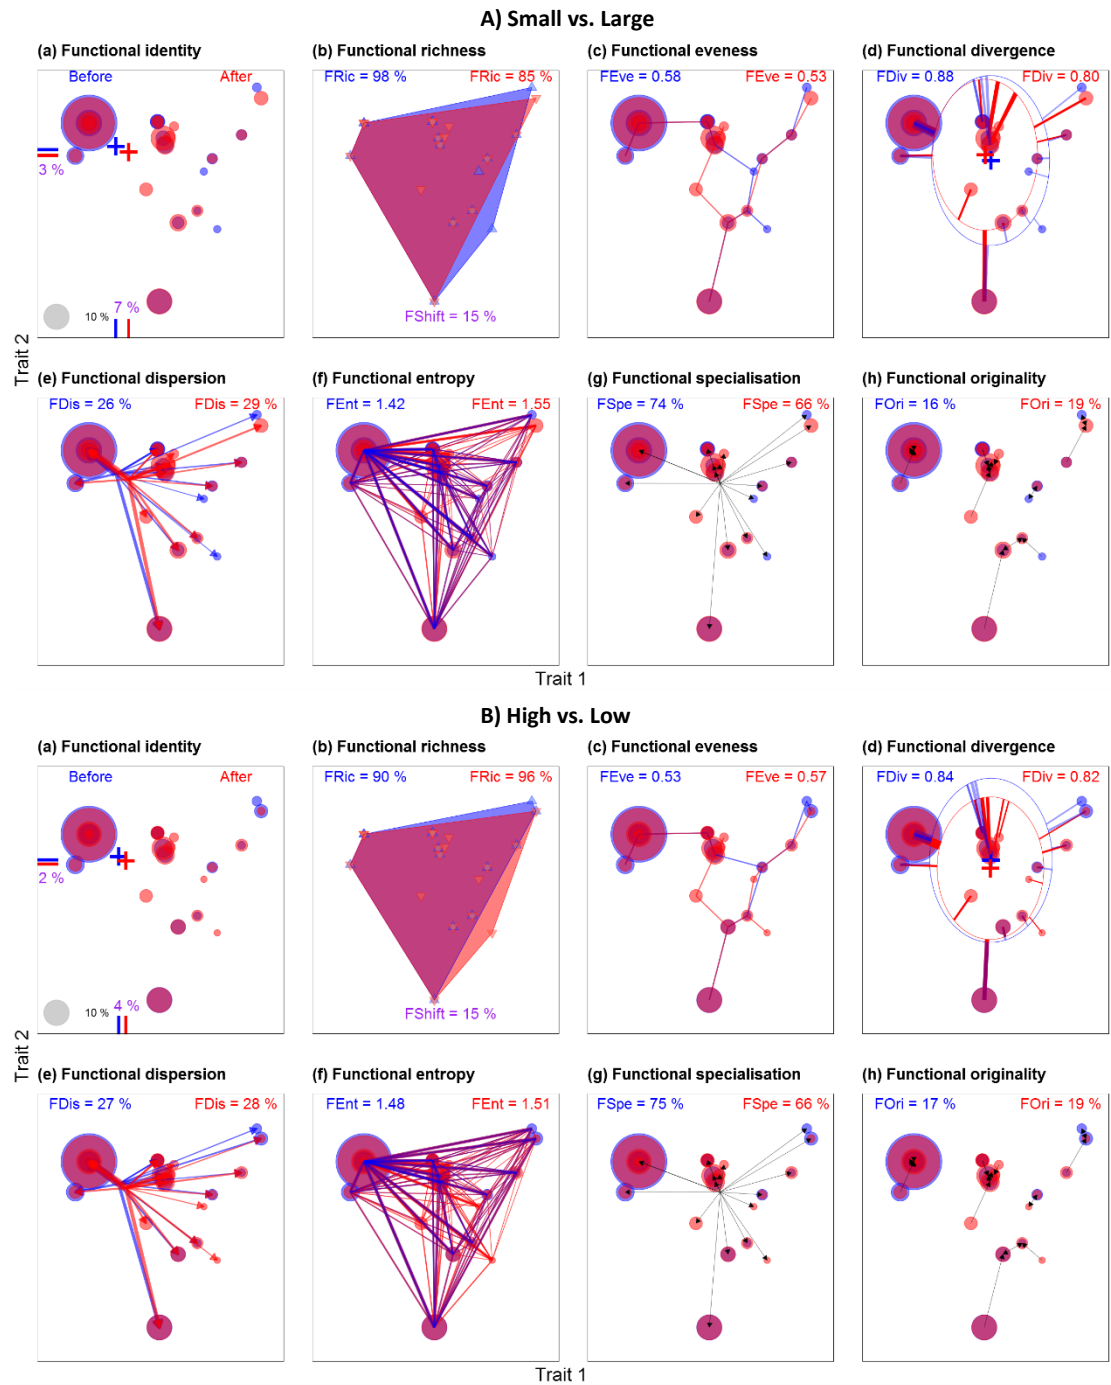 A) Small vs. Large
(a) Functional identity
(b) Functional richness
(c) Functional eveness
(d) Functional divergence
Before
After
FRic = 98 %
FRic = 85 %
FEve = 0.58
FEve = 0.53
FDiv = 0.88
FDiv = 0.80
3 %
10 %
7 %
FShift = 15 %
Trait 2
(e) Functional dispersion
(f) Functional entropy
(g) Functional specialisation
(h) Functional originality
FDis = 26 %
FDis = 29 %
FEnt = 1.42
FEnt = 1.55
FSpe = 74 %
FSpe = 66 %
FOri = 16 %
FOri = 19 %
Trait 1
B) High vs. Low
(a) Functional identity
(b) Functional richness
(c) Functional eveness
(d) Functional divergence
Before
After
FRic = 90 %
FRic = 96 %
FEve = 0.53
FEve = 0.57
FDiv = 0.84
FDiv = 0.82
2 %
10 %
4 %
FShift = 15 %
Trait 2
(e) Functional dispersion
(f) Functional entropy
(g) Functional specialisation
(h) Functional originality
FDis = 27 %
FDis = 28 %
FEnt = 1.48
FEnt = 1.51
FSpe = 75 %
FSpe = 66 %
FOri = 17 %
FOri = 19 %
Trait 1